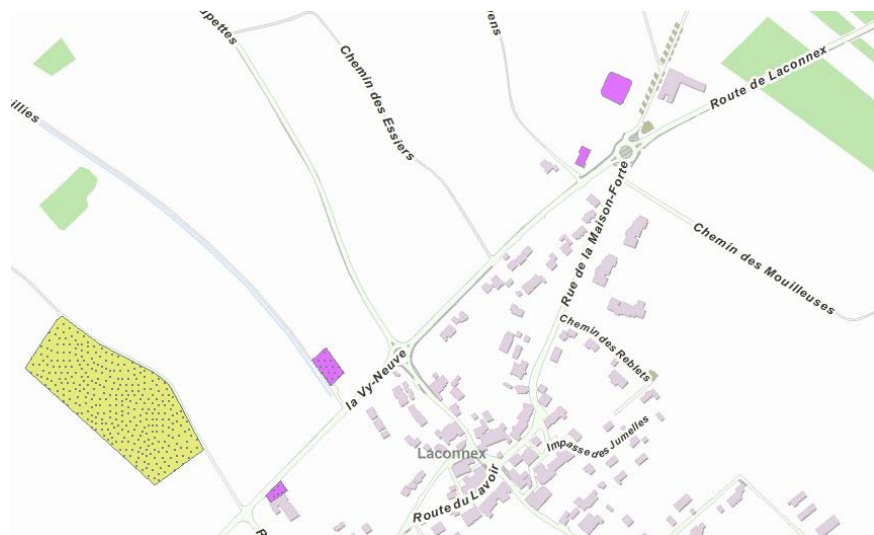 Chemin des Essiers
Route de Laconnex
Rue de la Maison-Forte
Chemin des Mouilleuses
Chemin des Reblets
la Vy-Neuve
Impasse des Jumelles
Laconnex
Route du Lavoir